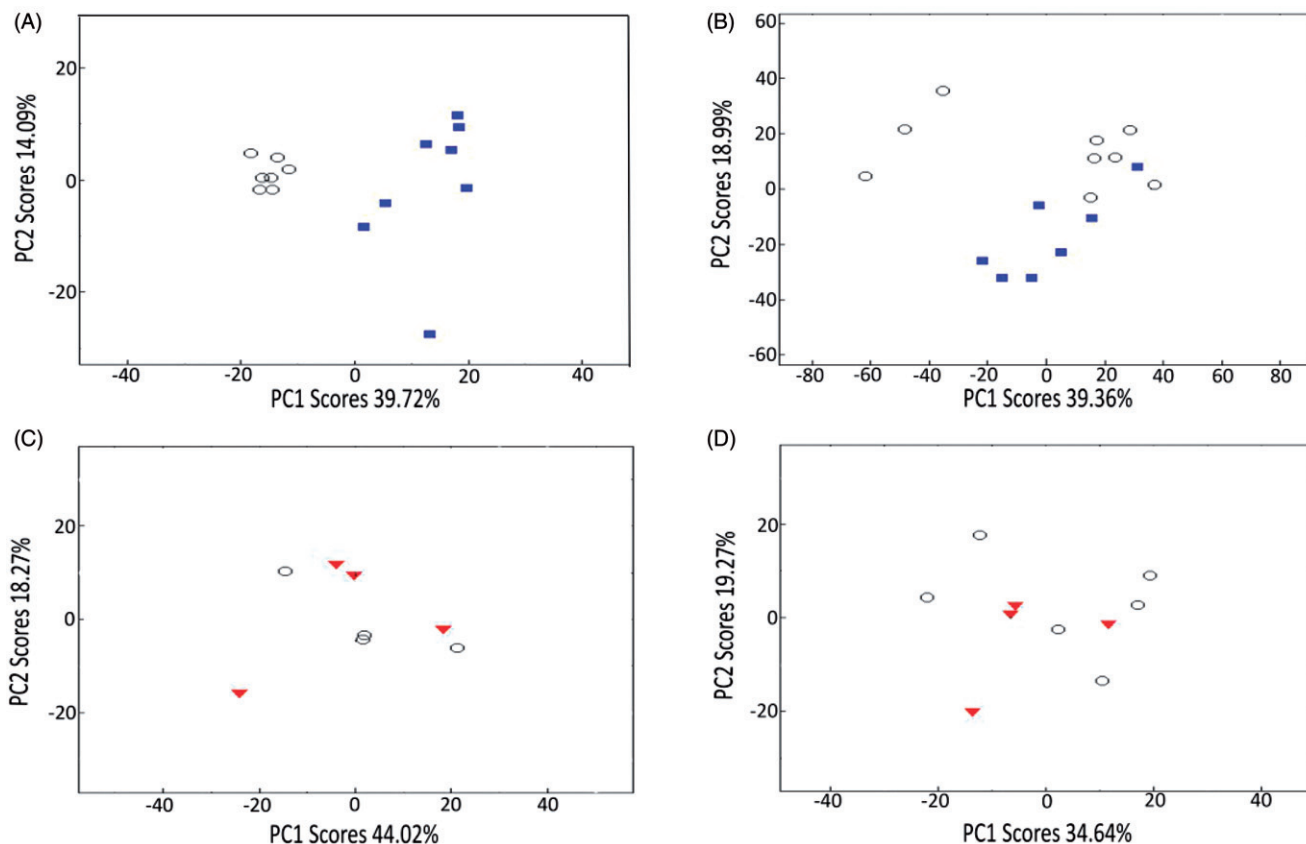 (A)
20
0
-20
PC2 Scores 14.09%
-40 -20 0 20 40
PC1 Scores 39.72%
(B)
60
40
20
0
-20
-40
-60
PC2 Scores 18.99%
-80 -60 -40 -20 0 20 40 60 80
PC1 Scores 39.36%
(C)
20
0
-20
PC2 Scores 18.27%
-40 -20 0 20 40
PC1 Scores 44.02%
(D)
20
0
-20
PC2 Scores 19.27%
-40 -20 0 20 40
PC1 Scores 34.64%